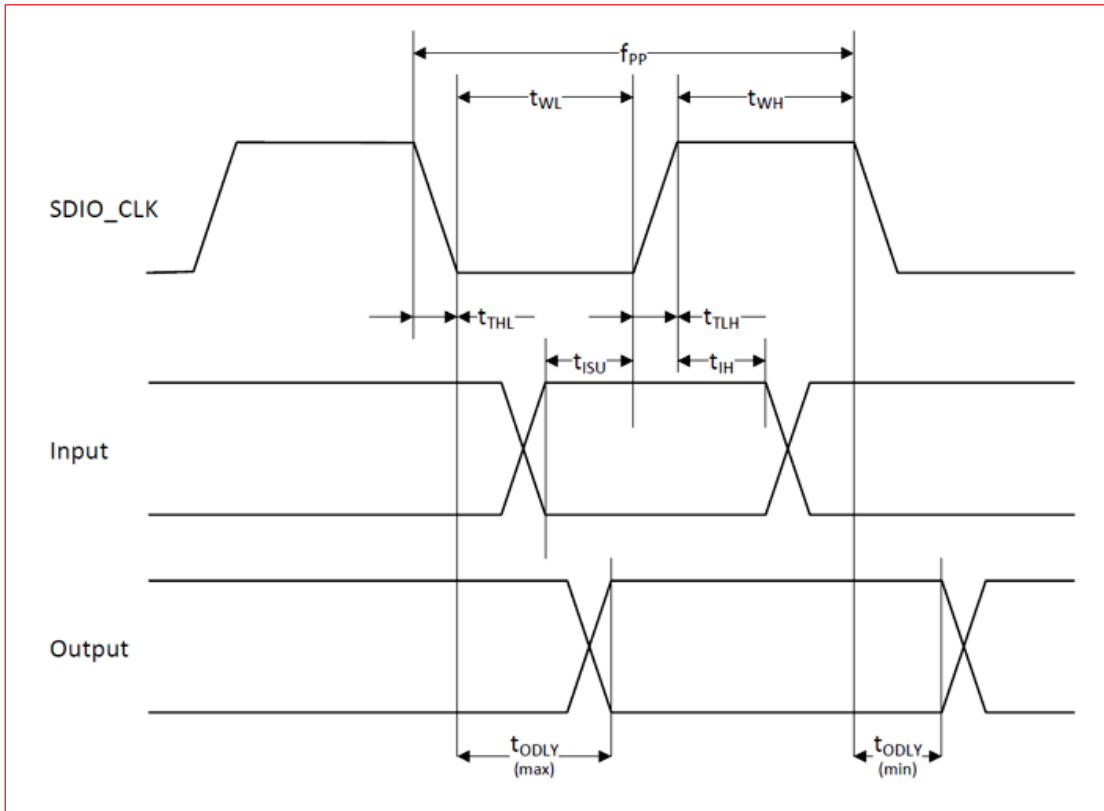 fPP
tWL
tWH
SDIO_CLK
tTHL
tTLH
tISU
tIH
Input
Output
tODLY
(max)
tODLY
(min)